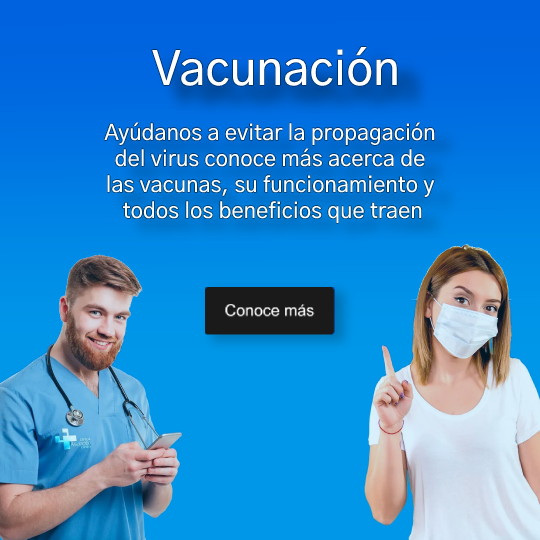 Vacunación
Ayúdanos a evitar la propagación
del virus conoce más acerca de
las vacunas, su funcionamiento y
todos los beneficios que traen
Conoce más